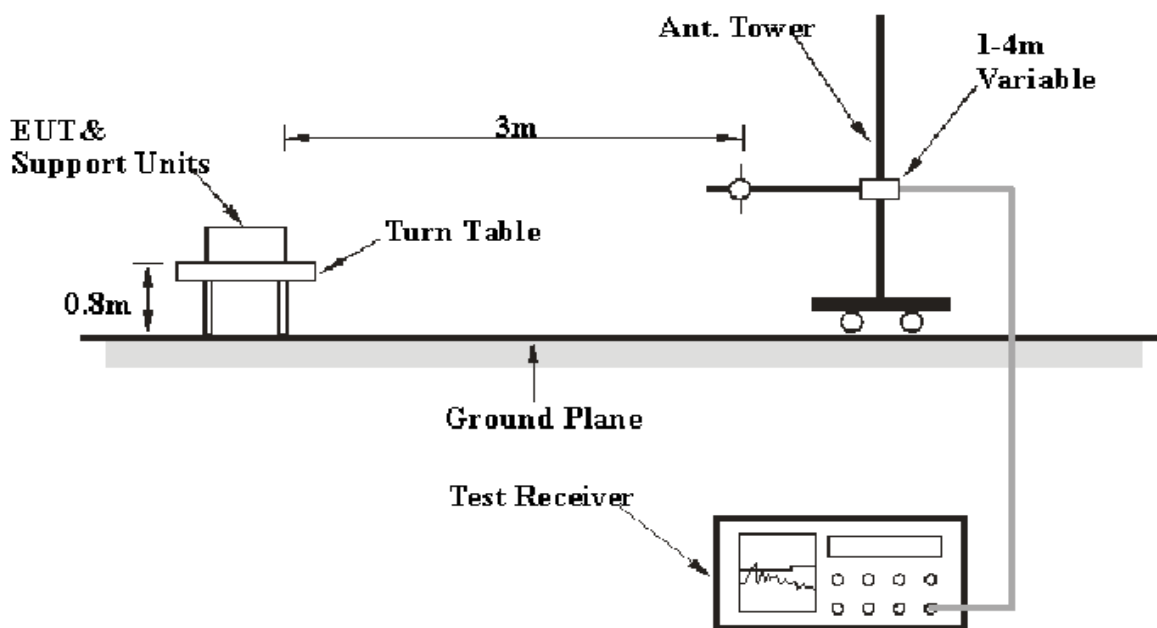 Ant. Tower
1-4m
Variable
3m
EUT&
Support Units
Turn Table
0.8m
Ground Plane
Test Receiver